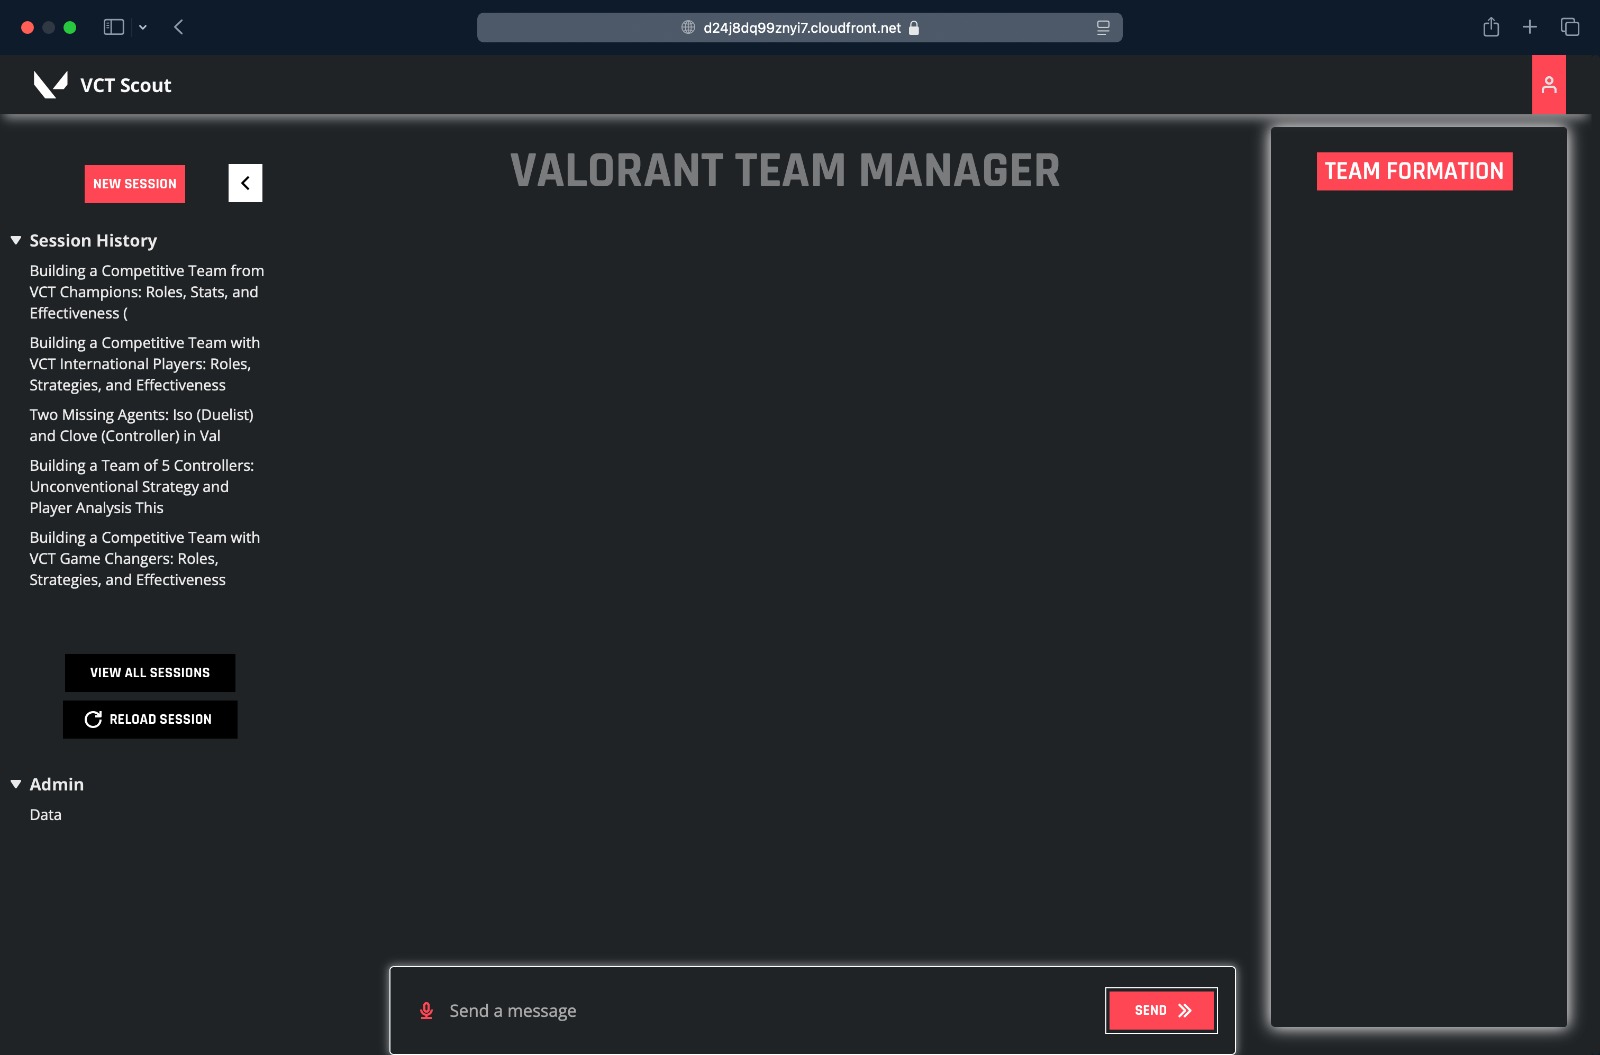 d24j8dq99znyi7.cloudfront.net
VCT Scout
NEW SESSION
Session History
Building a Competitive Team from
VCT Champions: Roles, Stats, and
Effectiveness (
Building a Competitive Team with
VCT International Players: Roles,
Strategies, and Effectiveness
Two Missing Agents: Iso (Duelist)
and Clove (Controller) in Val
Building a Team of 5 Controllers:
Unconventional Strategy and
Player Analysis This
Building a Competitive Team with
VCT Game Changers: Roles,
Strategies, and Effectiveness
VIEW ALL SESSIONS
RELOAD SESSION
Admin
Data
VALORANT TEAM MANAGER
Send a message
SEND
TEAM FORMATION